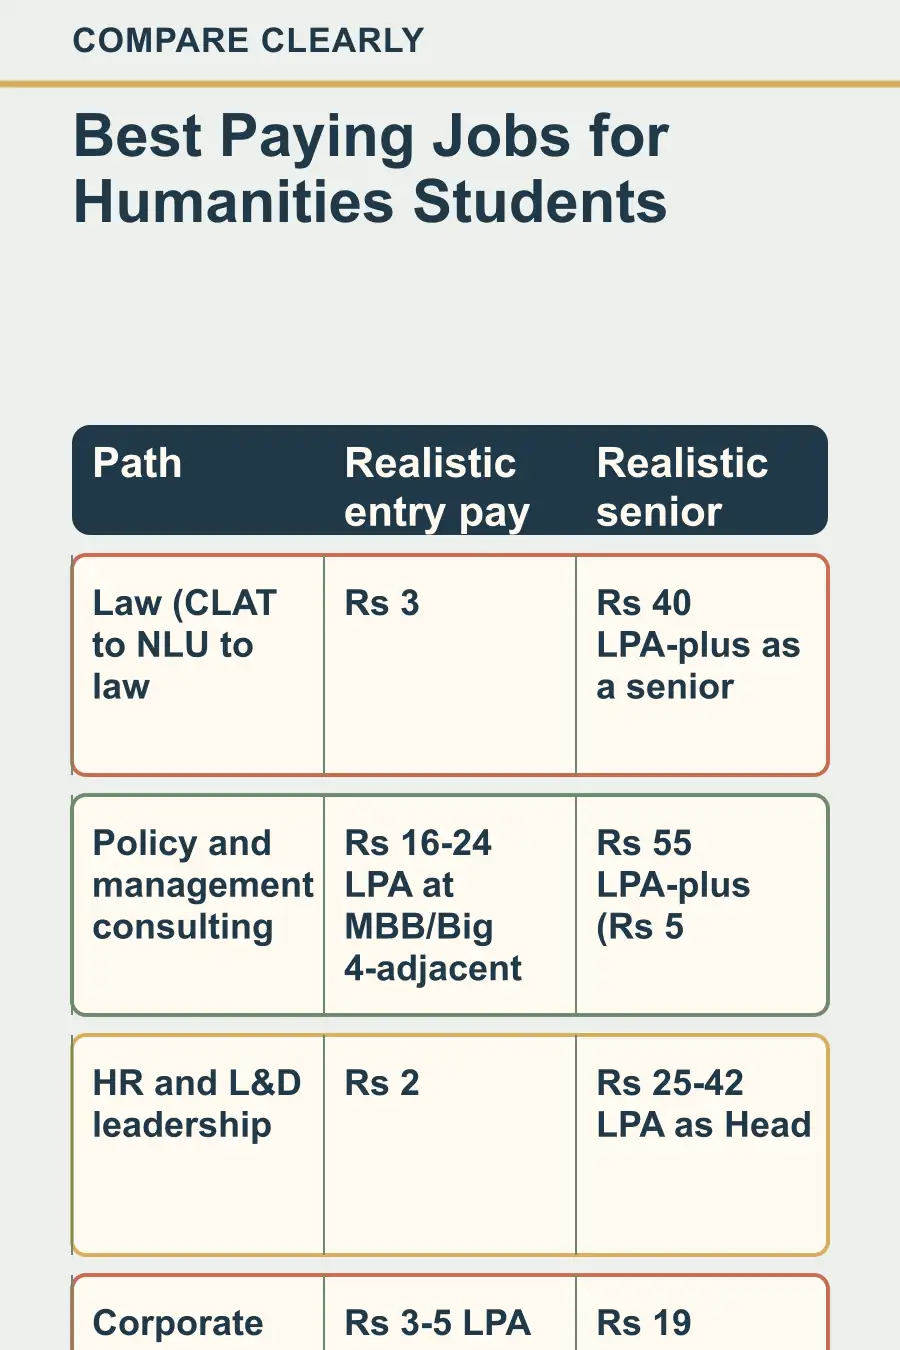 COMPARE CLEARLY
Best Paying Jobs for
Humanities Students
Path
Realistic
entry pay
Realistic
senior
Law (CLAT
to NLU to
law
Rs 3
Rs 40
LPA-plus as
a senior
Policy and
management
consulting
Rs 16-24
LPA at
MBB/Big
4-adjacent
Rs 55
LPA-plus
(Rs 5
HR and L&D
leadership
Rs 2
Rs 25-42
LPA as Head
Corporate
Rs 3-5 LPA
Rs 19